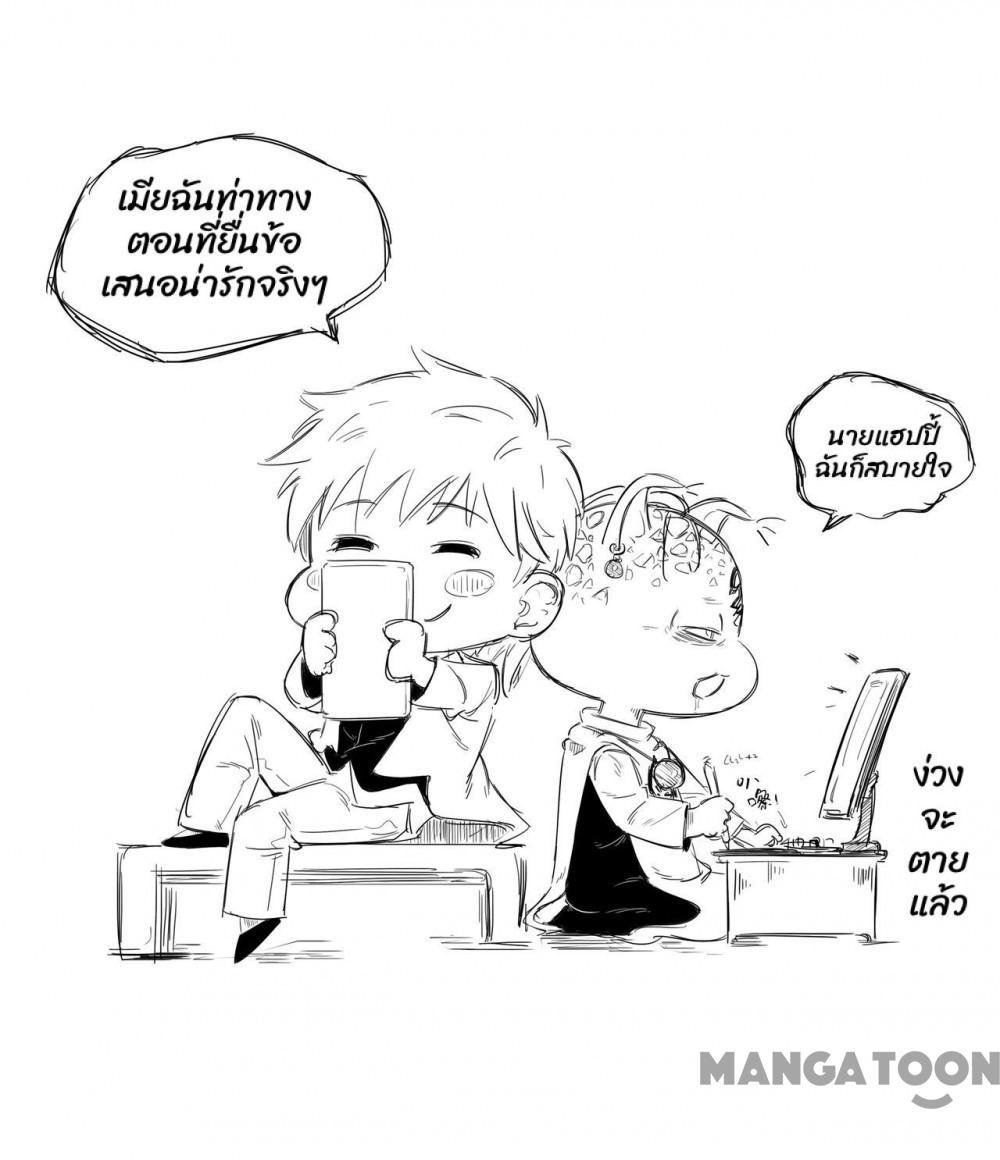 เมียฉันท่าทาง
ตอนที่ยื่นข้อ
เสนอน่ารักจริงๆ
นายแฮปปี้
ฉันก็สบายใจ
ง่วง
จะ
ตาย
แล้ว
MANGATOON